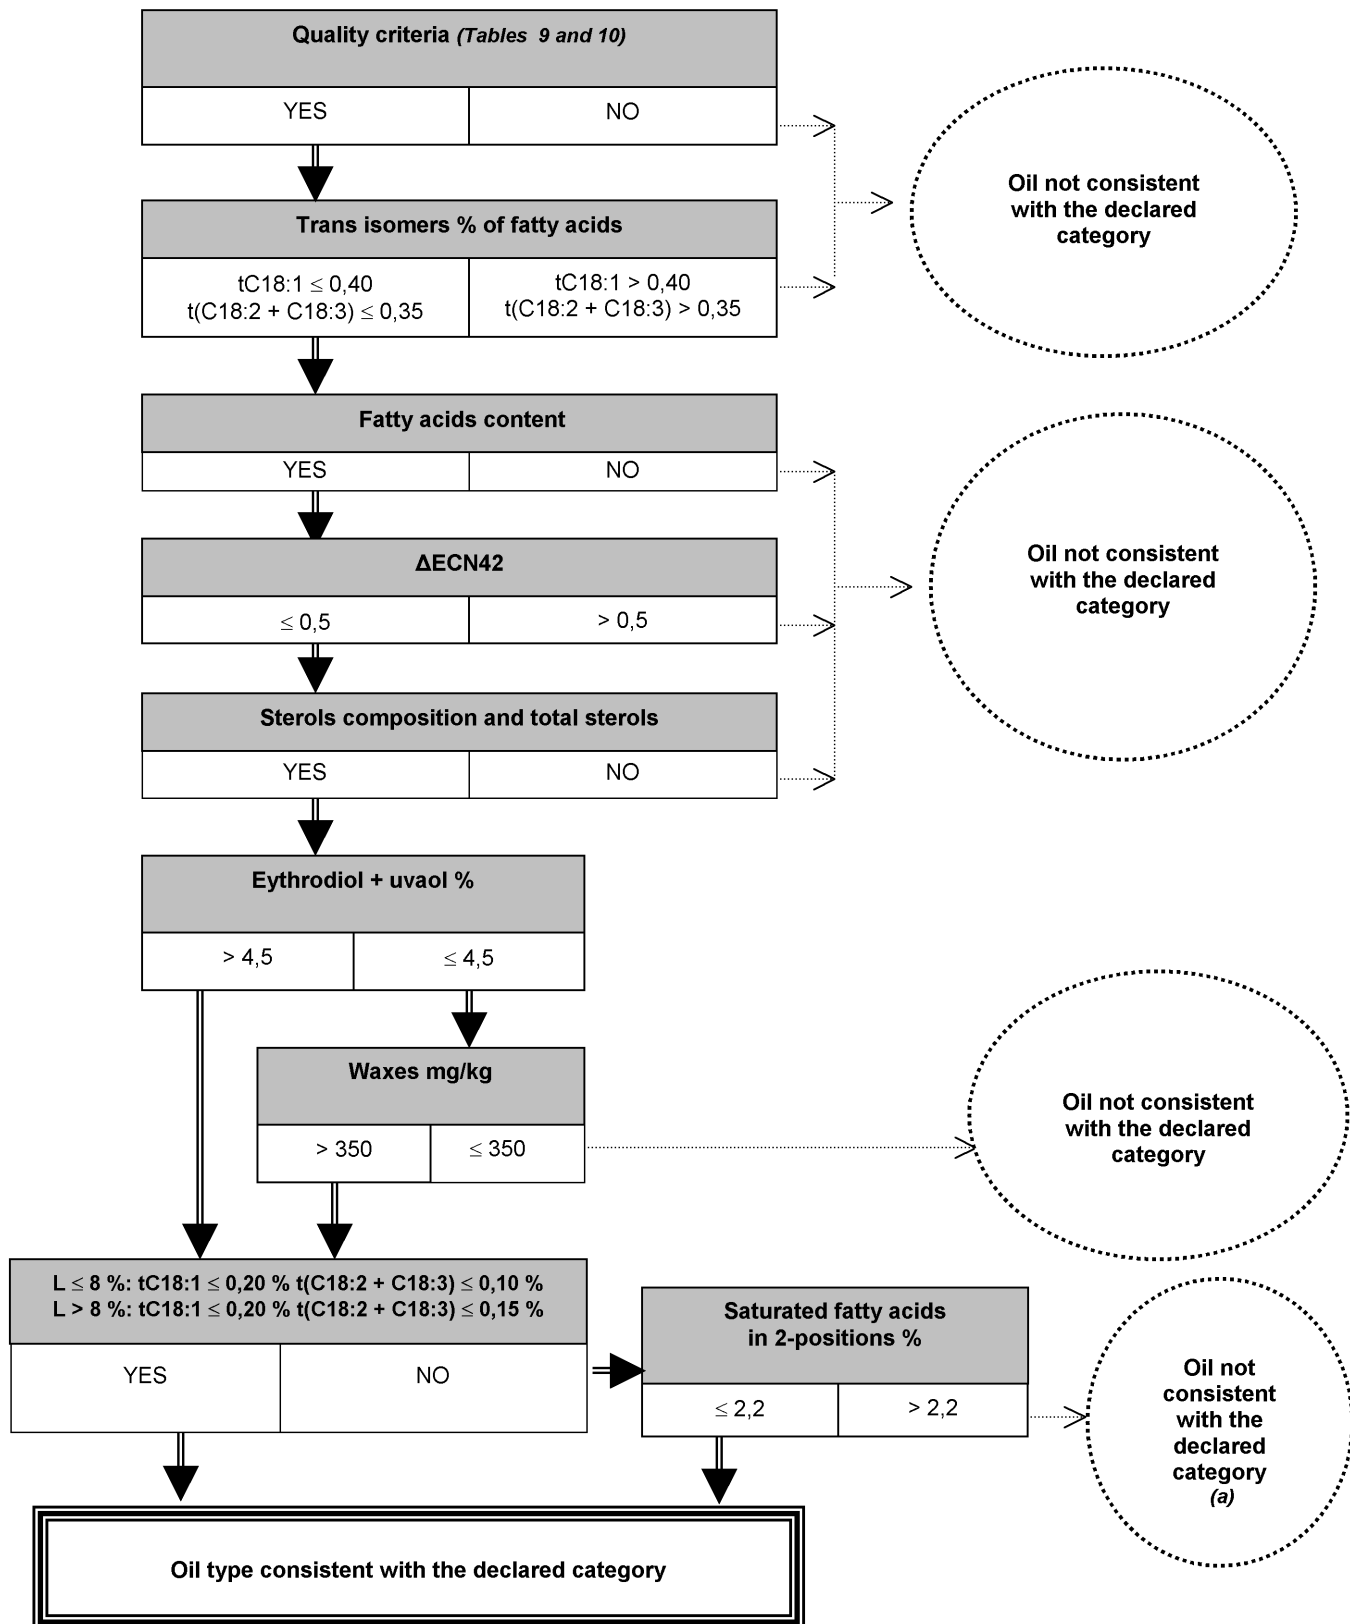 Quality criteria (Tables 9 and 10)
YES
NO
Oil not consistent
with the declared
category
Trans isomers % of fatty acids
tC18:1 ≤ 0,40
t(C18:2 + C18:3) ≤ 0,35
tC18:1 > 0,40
t(C18:2 + C18:3) > 0,35
Fatty acids content
YES
NO
ΔECN42
≤ 0,5
> 0,5
Oil not consistent
with the declared
category
Sterols composition and total sterols
YES
NO
Eythrodiol + uvaol %
> 4,5
≤ 4,5
Waxes mg/kg
> 350
≤ 350
Oil not consistent
with the declared
category
L ≤ 8 %: tC18:1 ≤ 0,20 % t(C18:2 + C18:3) ≤ 0,10 %
L > 8 %: tC18:1 ≤ 0,20 % t(C18:2 + C18:3) ≤ 0,15 %
YES
NO
Saturated fatty acids
in 2-positions %
≤ 2,2
> 2,2
Oil not
consistent
with the
declared
category
(a)
Oil type consistent with the declared category